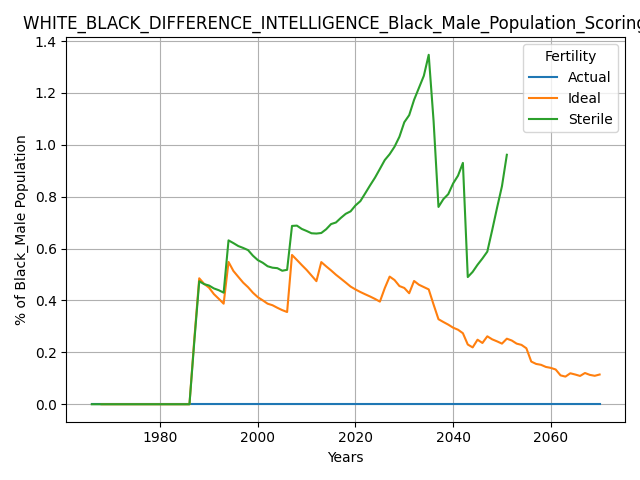 WHITE_BLACK_DIFFERENCE_INTELLIGENCE_Black_Male_Population_Scoring
1.4
1.2
1.0
0.8
0.6
0.4
0.2
0.0
% of Black_Male Population
Fertility
Actual
Ideal
Sterile
1980
2000
2020
2040
2060
Years